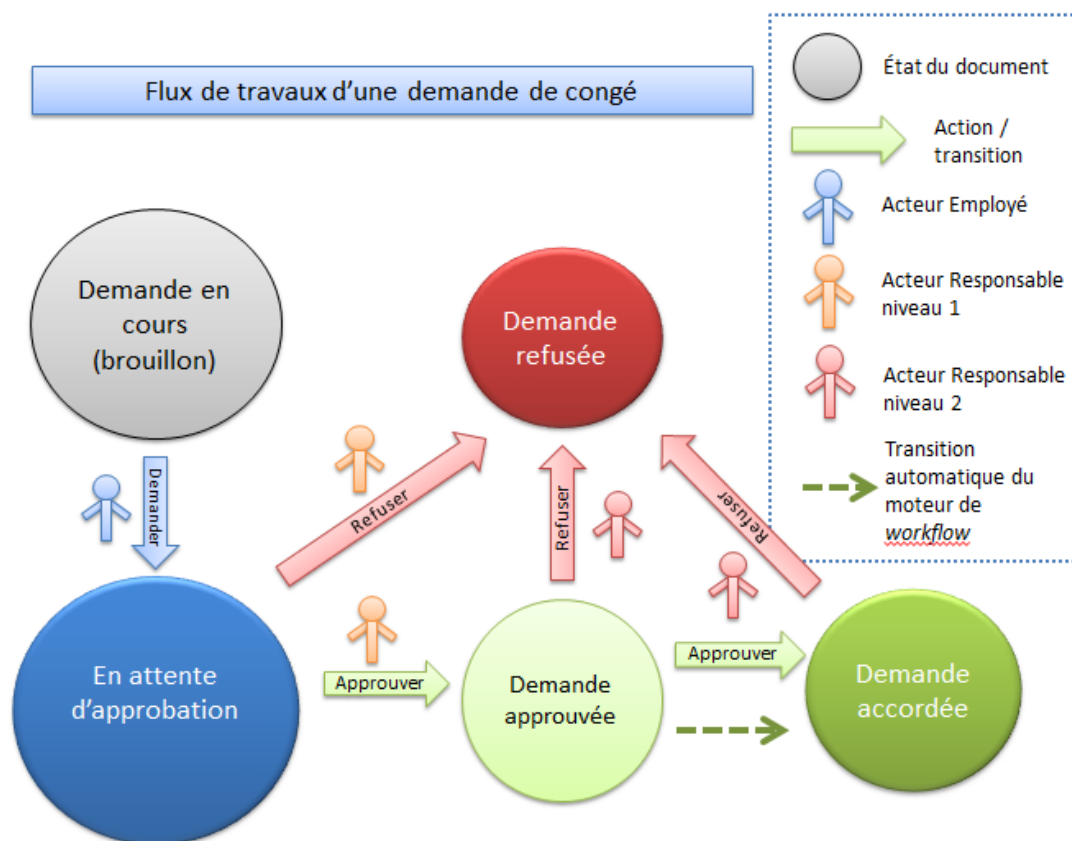 Flux de travaux d'une demande de congé
État du document
Action /
transition
Acteur Employé
Acteur Responsable
niveau 1
Acteur Responsable
niveau 2
Transition
automatique du
moteur de
workflow
Demande en
cours
(brouillon)
Demande
refusée
Demander
Refuser
Refuser
Refuser
En attente
d'approbation
Approuver
Demande
approuvée
Approuver
Demande
accordée